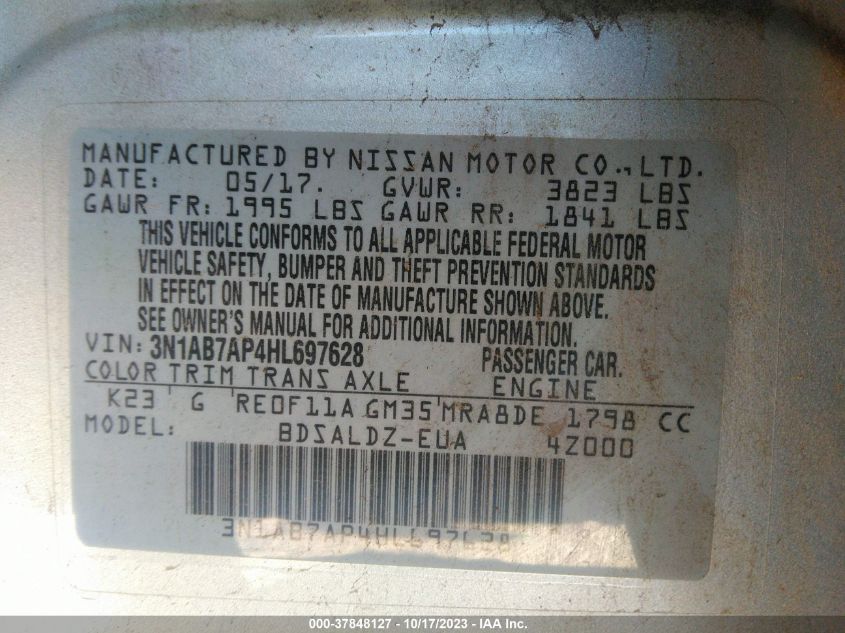 MANUFACTURED BY NISSAN MOTOR CO., LTD.
DATE: 05/17. GVWR: 3823 LBS
GAWR FR: 1995 LBS GAWR RR: 1841 LBS
THIS VEHICLE CONFORMS TO ALL APPLICABLE FEDERAL MOTOR
VEHICLE SAFETY, BUMPER AND THEFT PREVENTION STANDARDS
IN EFFECT ON THE DATE OF MANUFACTURE SHOWN ABOVE.
SEE OWNER'S MANUAL FOR ADDITIONAL INFORMATION.
VIN: 3N1AB7AP4HL697628 PASSENGER CAR.
COLOR TRIM TRANS AXLE ENGINE
K23 G RE0F11A GM35 MRA8DE 1798 CC
MODEL: BDSALDZ-EUA 4Z000
3N1AB7AP4HL697628
000-37848127 - 10/17/2023 - IAA Inc.